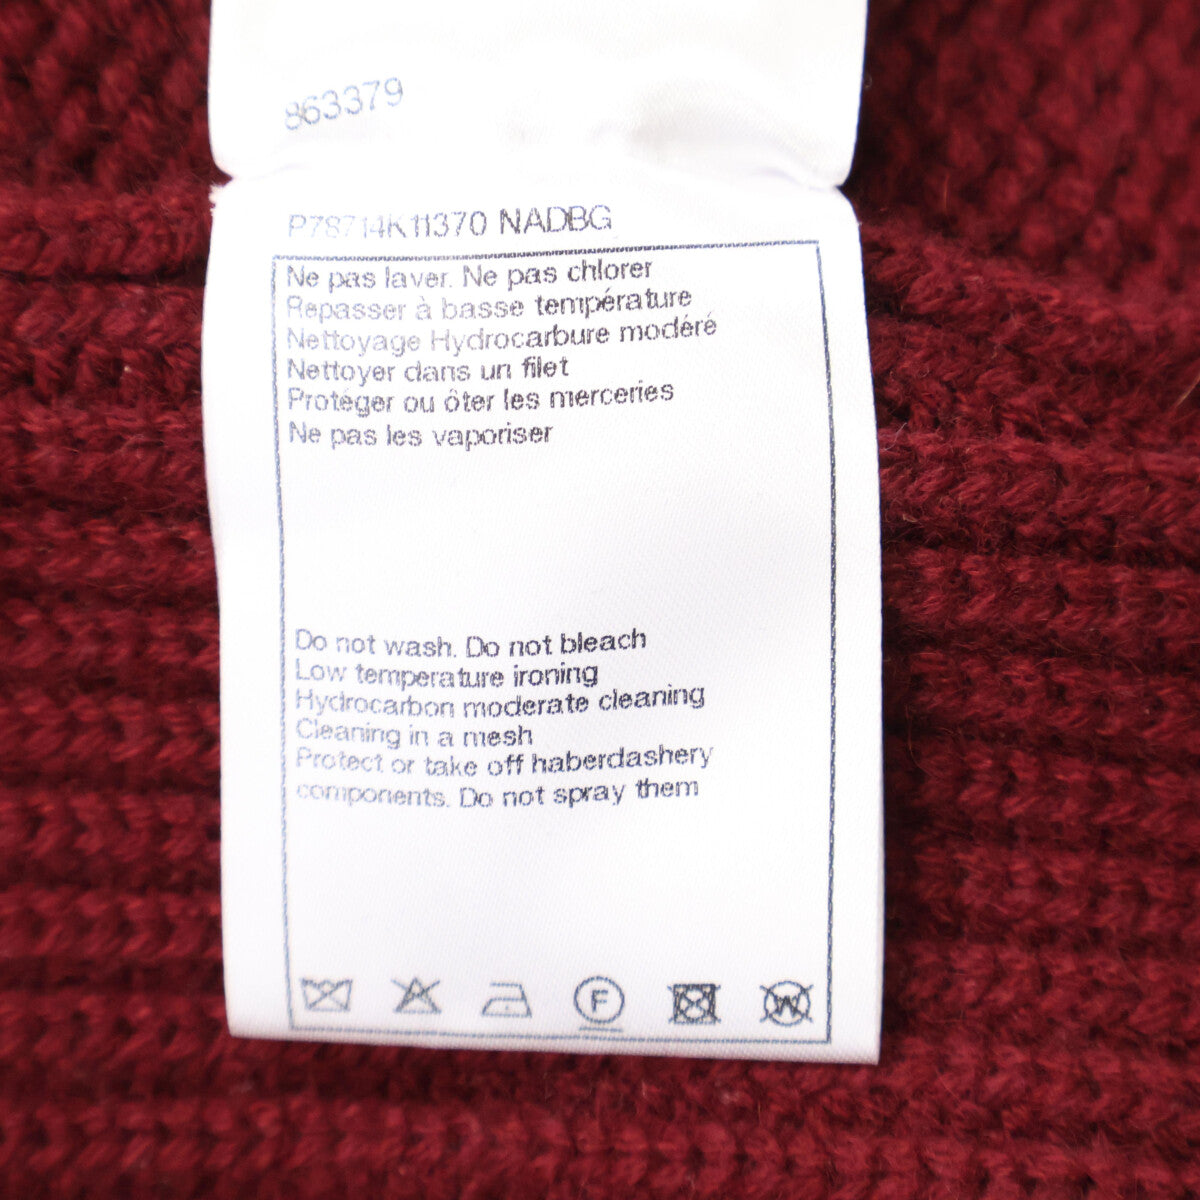 863379
P78714K11370 NADBG
Ne pas laver. Ne pas chlorer
Repasser à basse température
Nettoyage Hydrocarbure modéré
Nettoyer dans un filet
Protéger ou ôter les merceries
Ne pas les vaporiser
Do not wash. Do not bleach
Low temperature ironing
Hydrocarbon moderate cleaning
Cleaning in a mesh
Protect or take off haberdashery
components. Do not spray them
F W